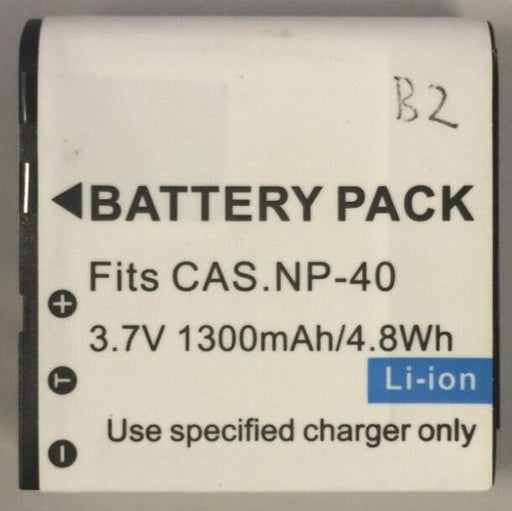 B2
BATTERY PACK
Fits CAS.NP-40
3.7V 1300mAh/4.8Wh
Li-ion
Use specified charger only
+
T
-